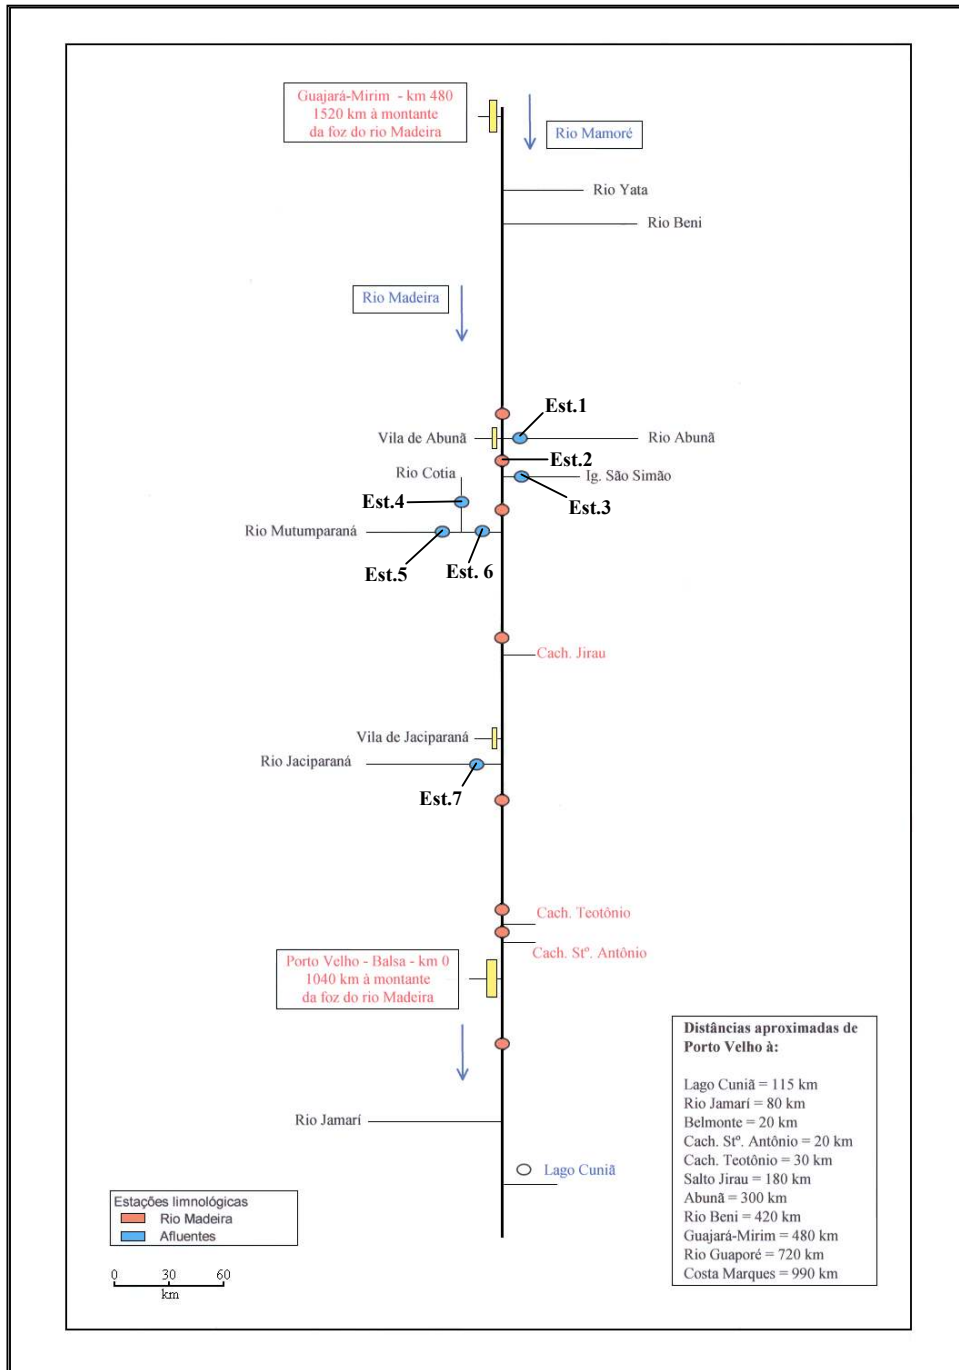 Guajará-Mirim - km 480
1520 km à montante
da foz do rio Madeira
Rio Mamoré
Rio Yata
Rio Beni
Rio Madeira
Est.1
Vila de Abunã
Rio Abunã
Est.2
Rio Cotia
Ig. São Simão
Est.4
Est.3
Rio Mutumparaná
Est.5
Est. 6
Cach. Jirau
Vila de Jaciparaná
Rio Jaciparaná
Est.7
Cach. Teotônio
Cach. Stº. Antônio
Porto Velho - Balsa - km 0
1040 km à montante
da foz do rio Madeira
Rio Jamarí
Lago Cuniã
Distâncias aproximadas de
Porto Velho à:
Lago Cuniã = 115 km
Rio Jamarí = 80 km
Belmonte = 20 km
Cach. Stº. Antônio = 20 km
Cach. Teotônio = 30 km
Salto Jirau = 180 km
Abunã = 300 km
Rio Beni = 420 km
Guajará-Mirim = 480 km
Rio Guaporé = 720 km
Costa Marques = 990 km
Estações limnológicas
Rio Madeira
Afluentes
0 30 60
km